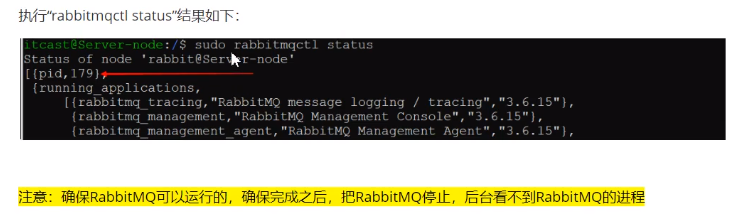 执行“rabbitmqctl status”结果如下：
itcast@Server-node:/$ sudo rabbitmqctl status
Status of node 'rabbit@Server-node'
[{pid,179},
{running_applications,
[{rabbitmq_tracing,"RabbitMQ message logging / tracing","3.6.15"},
{rabbitmq_management,"RabbitMQ Management Console","3.6.15"},
{rabbitmq_management_agent,"RabbitMQ Management Agent","3.6.15"},
注意：确保RabbitMQ可以运行的，确保完成之后，把RabbitMQ停止，后台看不到RabbitMQ的进程